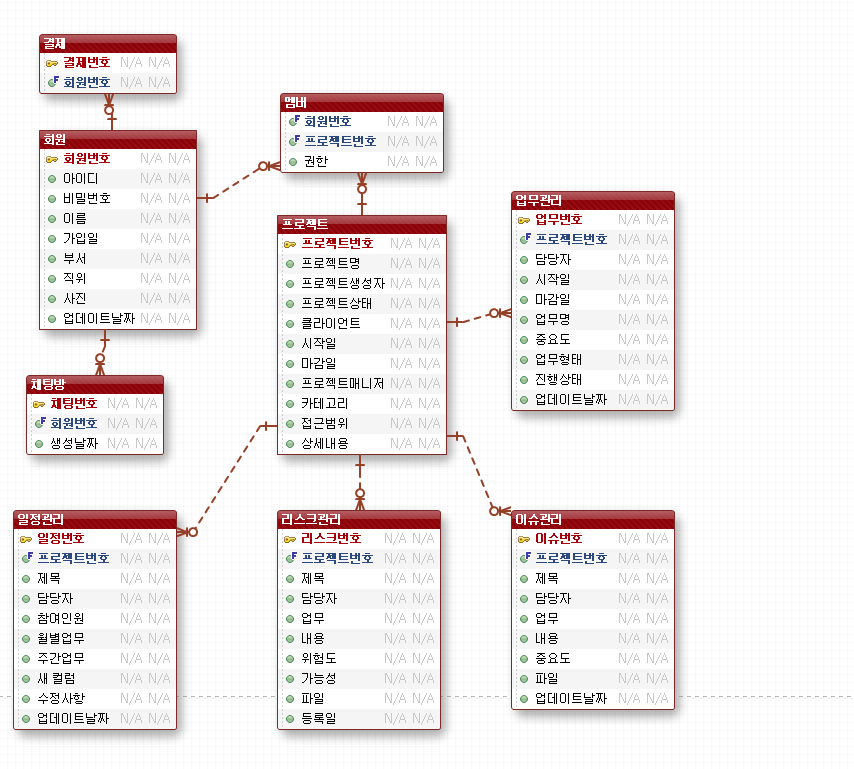 결제
결제번호 N/A N/A
회원번호 N/A N/A
회원
회원번호 N/A N/A
아이디 N/A N/A
비밀번호 N/A N/A
이름 N/A N/A
가입일 N/A N/A
부서 N/A N/A
직위 N/A N/A
사진 N/A N/A
업데이트날짜 N/A N/A
채팅방
채팅번호 N/A N/A
회원번호 N/A N/A
생성날짜 N/A N/A
멤버
회원번호 N/A N/A
프로젝트번호 N/A N/A
권한 N/A N/A
프로젝트
프로젝트번호 N/A N/A
프로젝트명 N/A N/A
프로젝트생성자 N/A N/A
프로젝트상태 N/A N/A
클라이언트 N/A N/A
시작일 N/A N/A
마감일 N/A N/A
프로젝트매니저 N/A N/A
카테고리 N/A N/A
접근범위 N/A N/A
상세내용 N/A N/A
업무관리
업무번호 N/A N/A
프로젝트번호 N/A N/A
담당자 N/A N/A
시작일 N/A N/A
마감일 N/A N/A
업무명 N/A N/A
중요도 N/A N/A
업무형태 N/A N/A
진행상태 N/A N/A
업데이트날짜 N/A N/A
일정관리
일정번호 N/A N/A
프로젝트번호 N/A N/A
제목 N/A N/A
담당자 N/A N/A
참여인원 N/A N/A
월별업무 N/A N/A
주간업무 N/A N/A
새 컬럼 N/A N/A
수정사항 N/A N/A
업데이트날짜 N/A N/A
리스크관리
리스크번호 N/A N/A
프로젝트번호 N/A N/A
제목 N/A N/A
담당자 N/A N/A
업무 N/A N/A
내용 N/A N/A
위험도 N/A N/A
가능성 N/A N/A
파일 N/A N/A
등록일 N/A N/A
이슈관리
이슈번호 N/A N/A
프로젝트번호 N/A N/A
제목 N/A N/A
담당자 N/A N/A
업무 N/A N/A
내용 N/A N/A
중요도 N/A N/A
파일 N/A N/A
업데이트날짜 N/A N/A